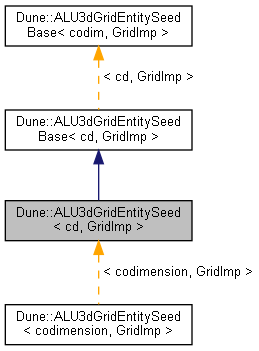 Dune::ALU3dGridEntitySeed
Base< codim, GridImp >
< cd, GridImp >
Dune::ALU3dGridEntitySeed
Base< cd, GridImp >
Dune::ALU3dGridEntitySeed
< cd, GridImp >
< codimension, GridImp >
Dune::ALU3dGridEntitySeed
< codimension, GridImp >